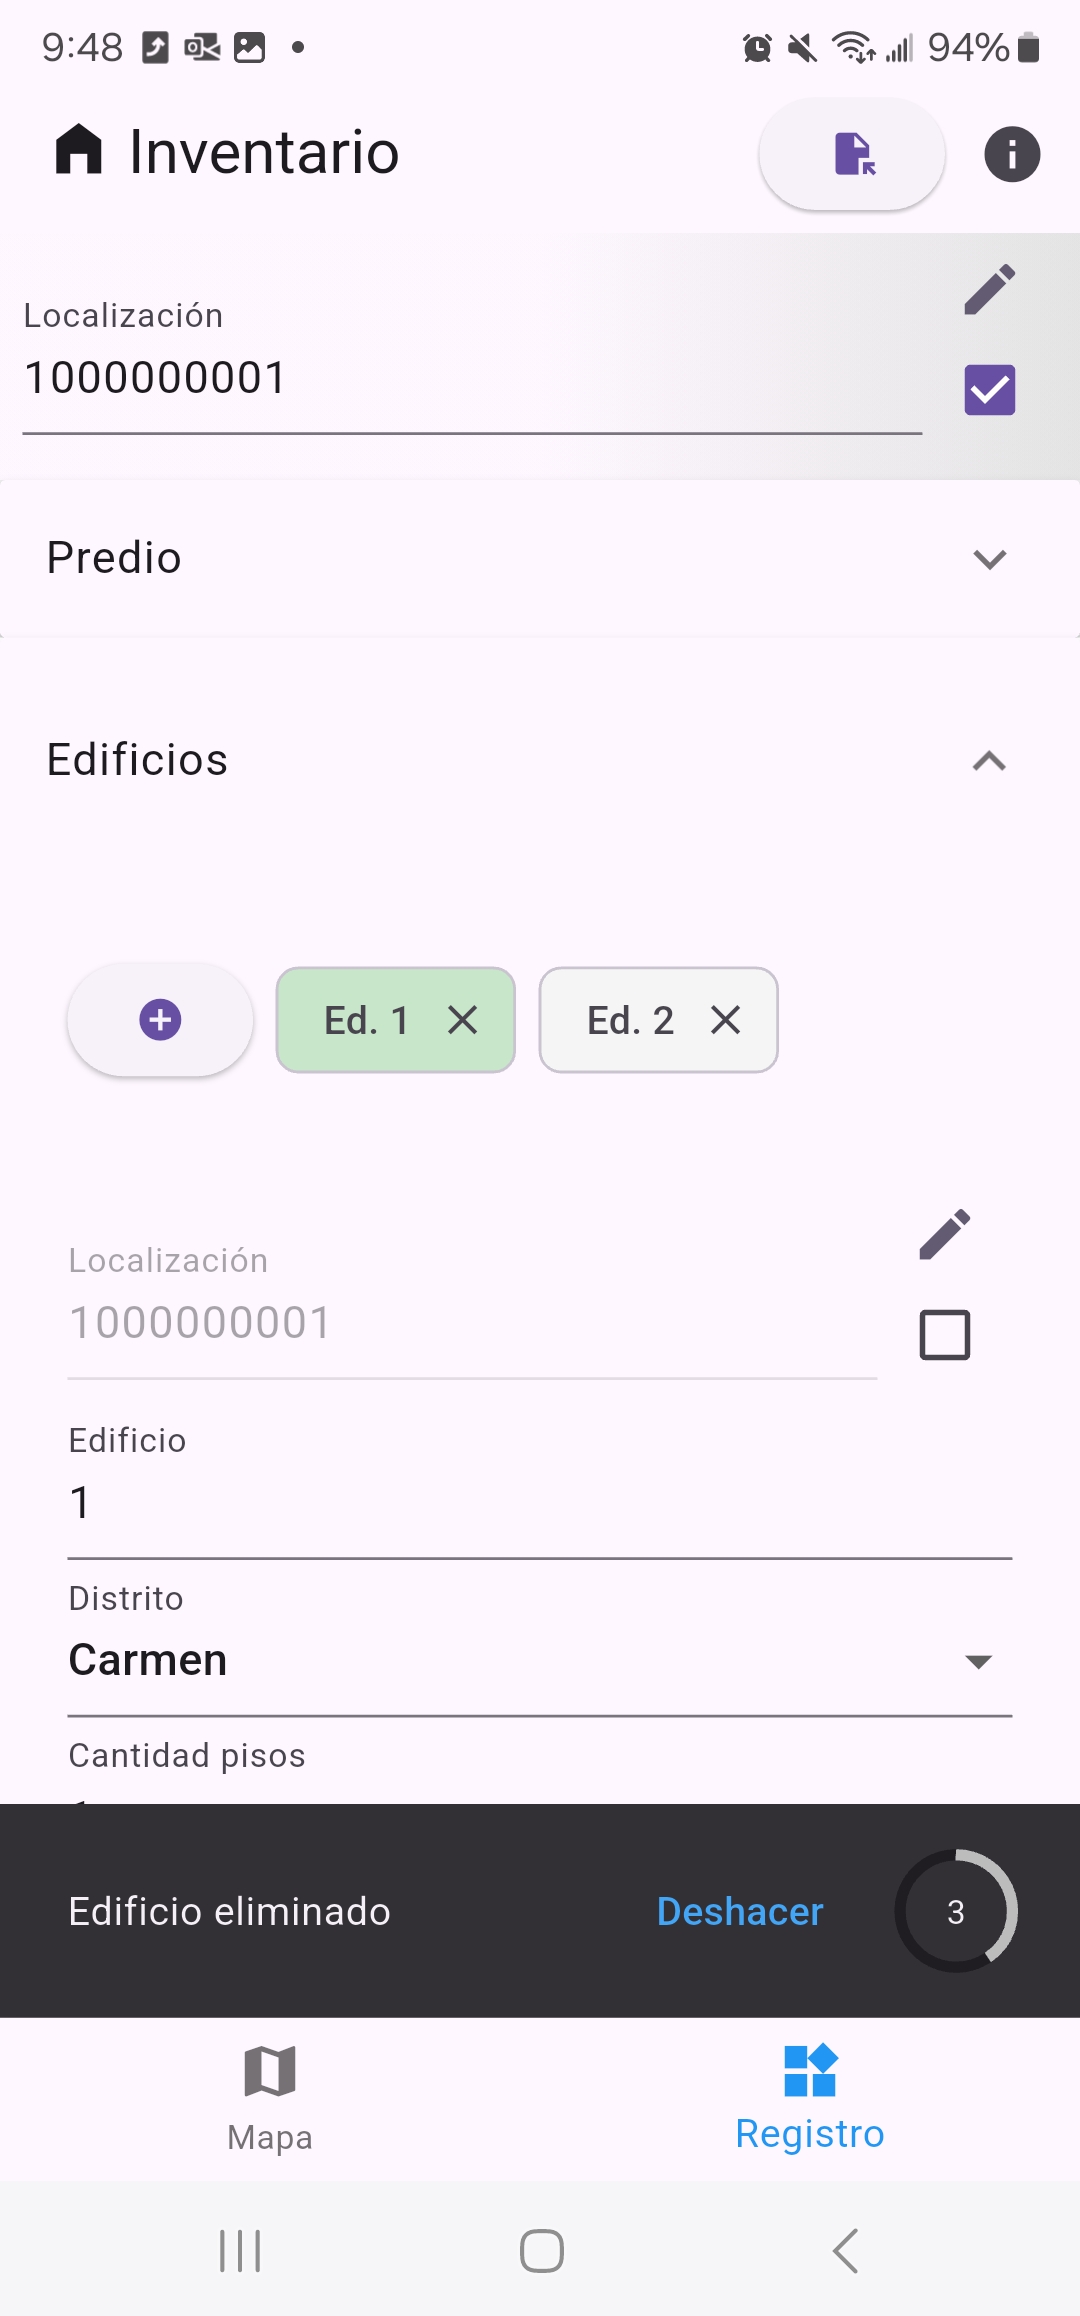 9:48
94%
Inventario
Localización
1000000001
Predio
Edificios
Ed. 1
Ed. 2
Localización
1000000001
Edificio
1
Distrito
Carmen
Cantidad pisos
Edificio eliminado
Deshacer
3
Mapa
Registro